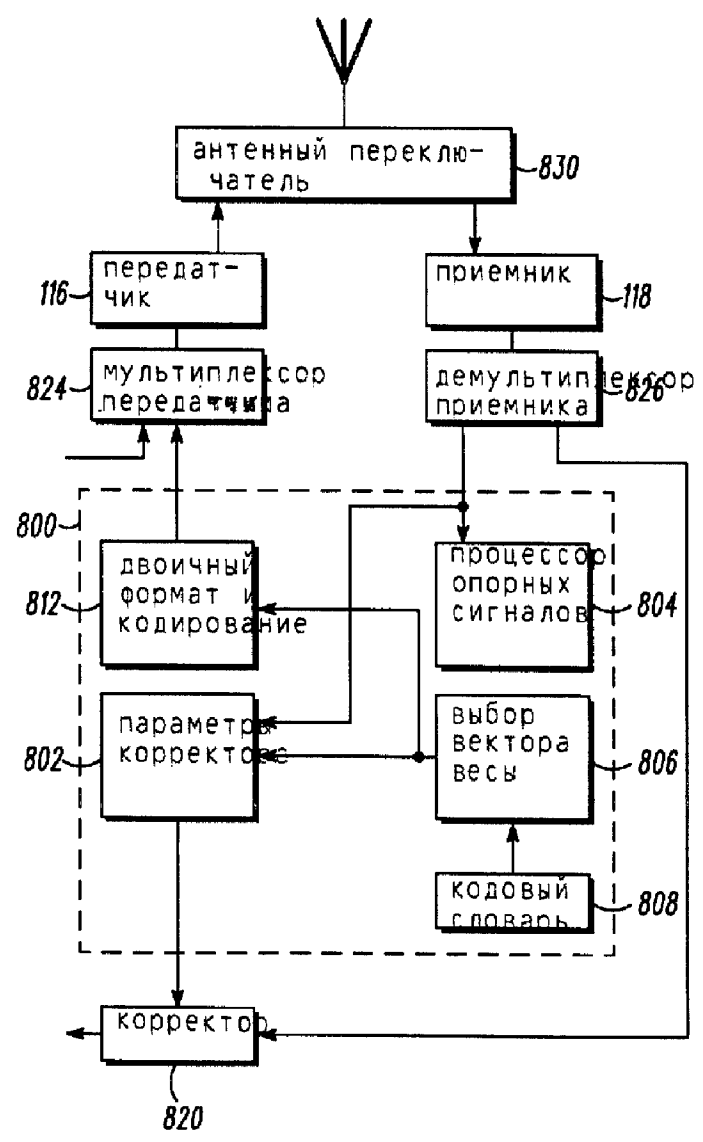 антенный переклю-
чатель
830
передат-
чик
116
приемник
118
мультиплексор
передатчика
824
демультиплексор
приемника
826
800
двоичный
формат и
кодирование
812
процессор
опорных
сигналов
804
параметры
802
выбор
вектора
весы
806
кодовый
словарь
808
корректор
820